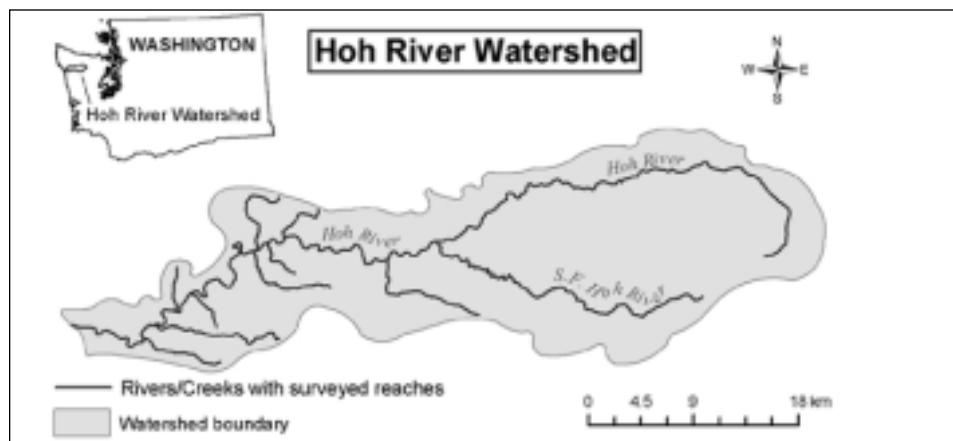 WASHINGTON
Hoh River Watershed
Hoh River Watershed
N
W E
S
Hoh River
Hoh River
S.F. Hoh River
Rivers/Creeks with surveyed reaches
Watershed boundary
0 4.5 9 18 km